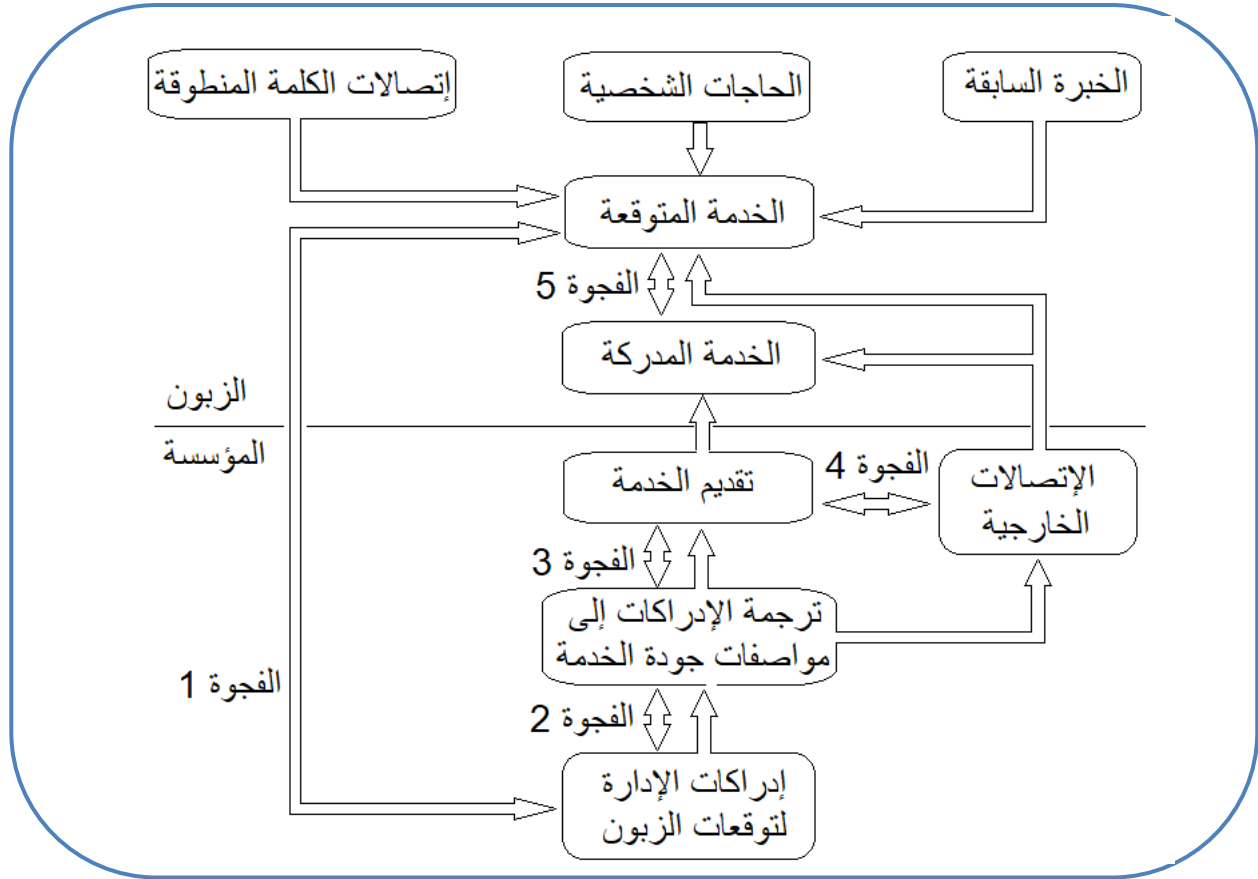 الخبرة السابقة
الحاجات الشخصية
إتصالات الكلمة المنطوقة
الخدمة المتوقعة
الفجوة 5
الخدمة المدركة
الزبون
المؤسسة
تقديم الخدمة
الفجوة 4
الإتصالات
الخارجية
الفجوة 3
ترجمة الإدراكات إلى
مواصفات جودة الخدمة
الفجوة 1
الفجوة 2
إدراكات الإدارة
لتوقعات الزبون